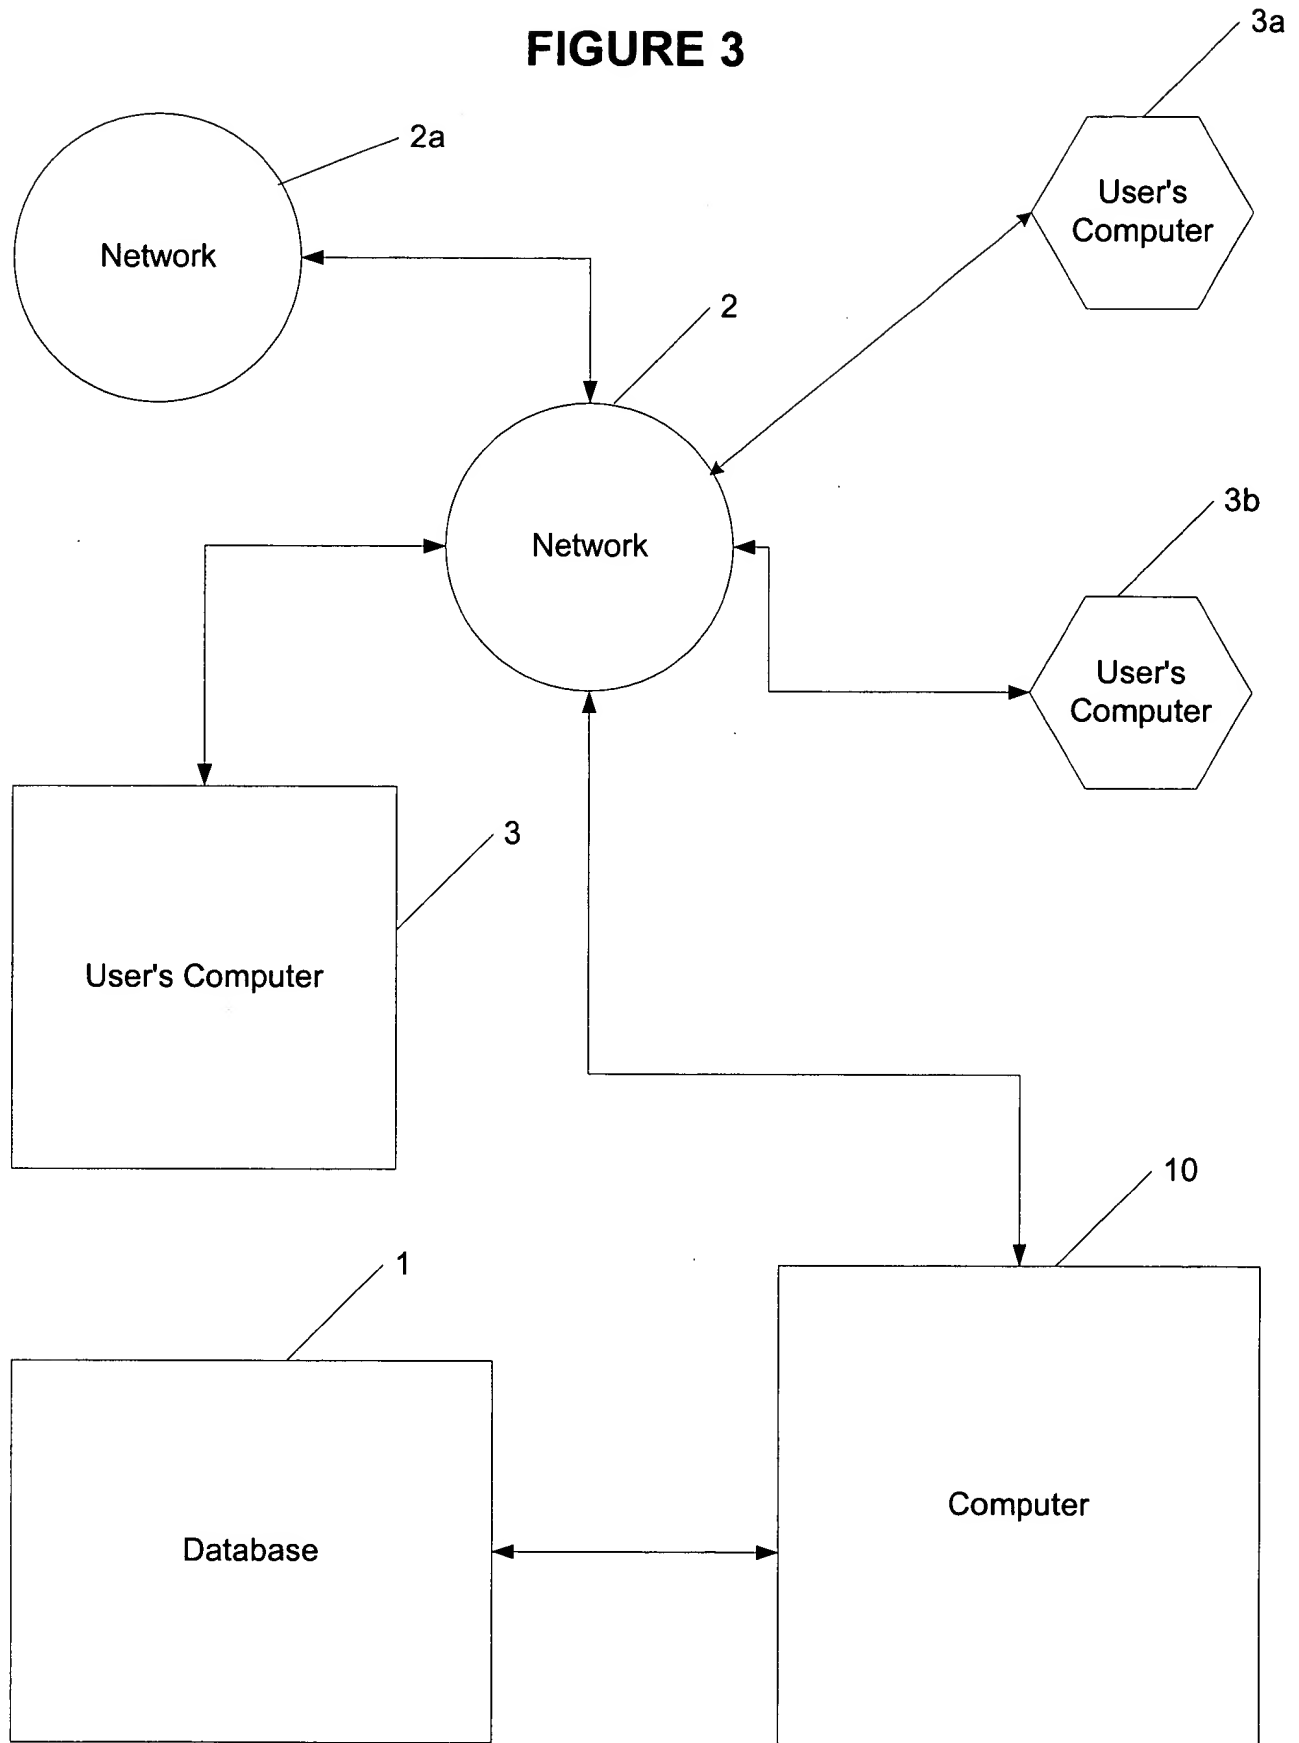 FIGURE 3
3a
2a
User's
Computer
Network
2
3b
Network
User's
Computer
3
User's Computer
10
1
Computer
Database